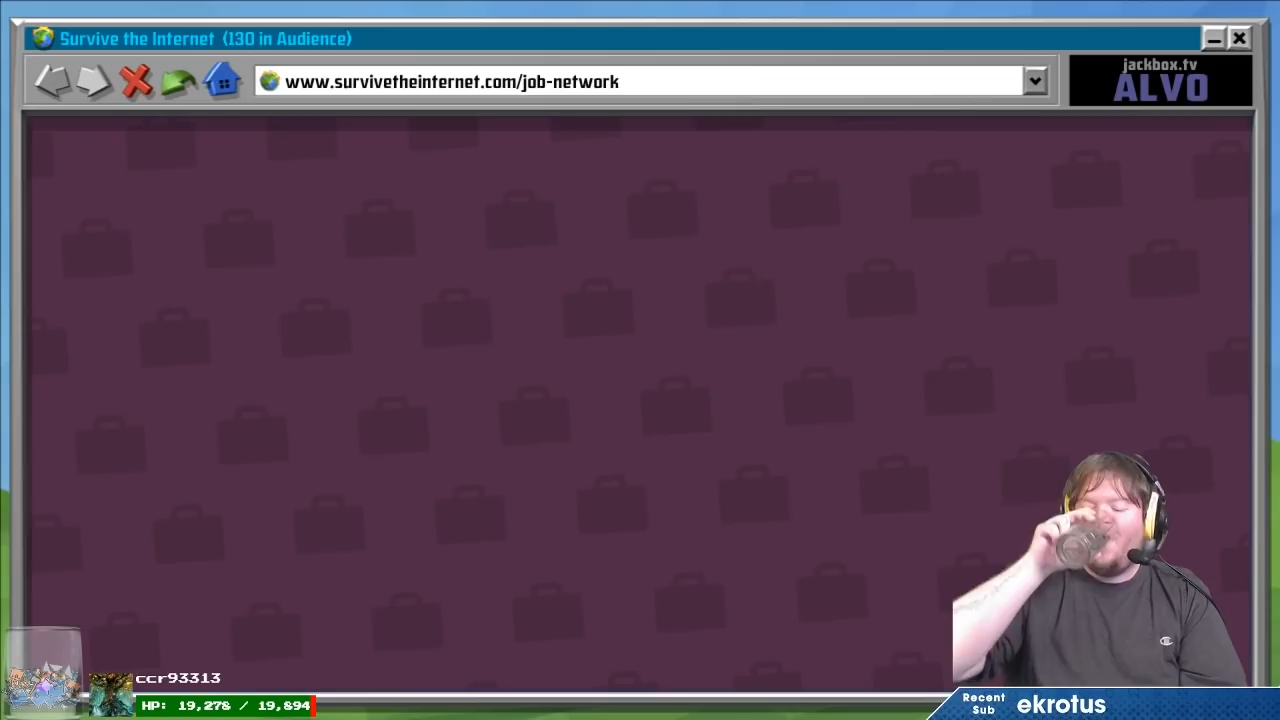 Survive the Internet (130 in Audience)
www.survivetheinternet.com/job-network
jackbox.tv
ALVO
ccr93313
HP: 19,278 / 19,894
Recent Sub
ekrotus